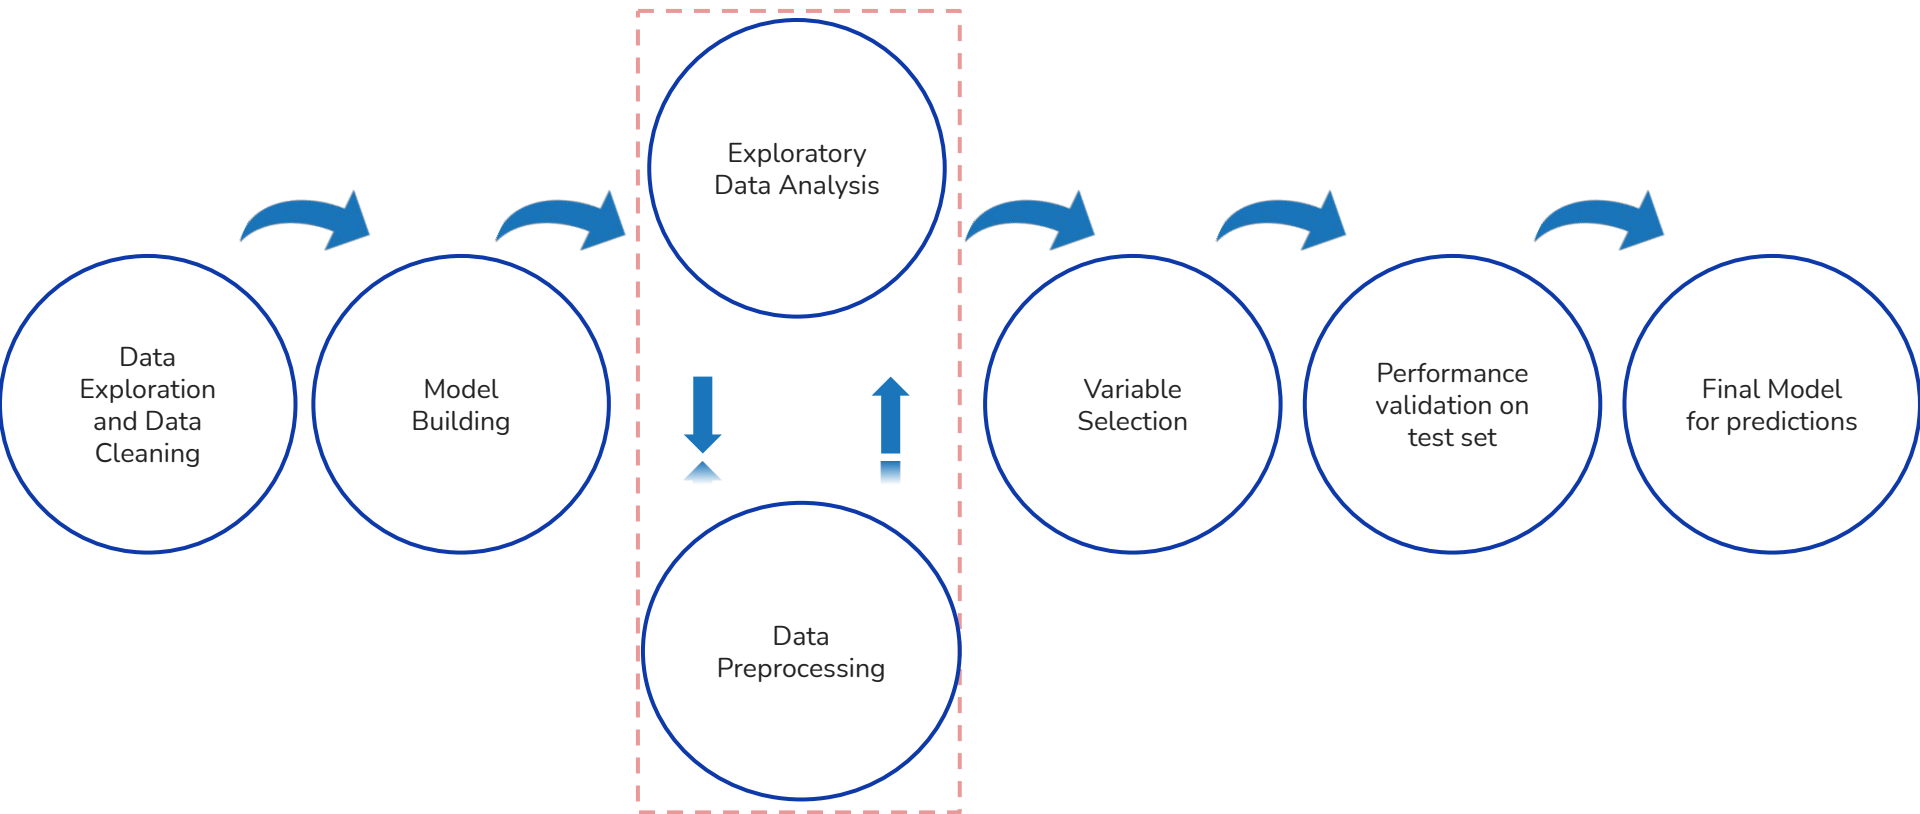 Data
Exploration
and Data
Cleaning
Model
Building
Exploratory
Data Analysis
Data
Preprocessing
Variable
Selection
Performance
validation on
test set
Final Model
for predictions